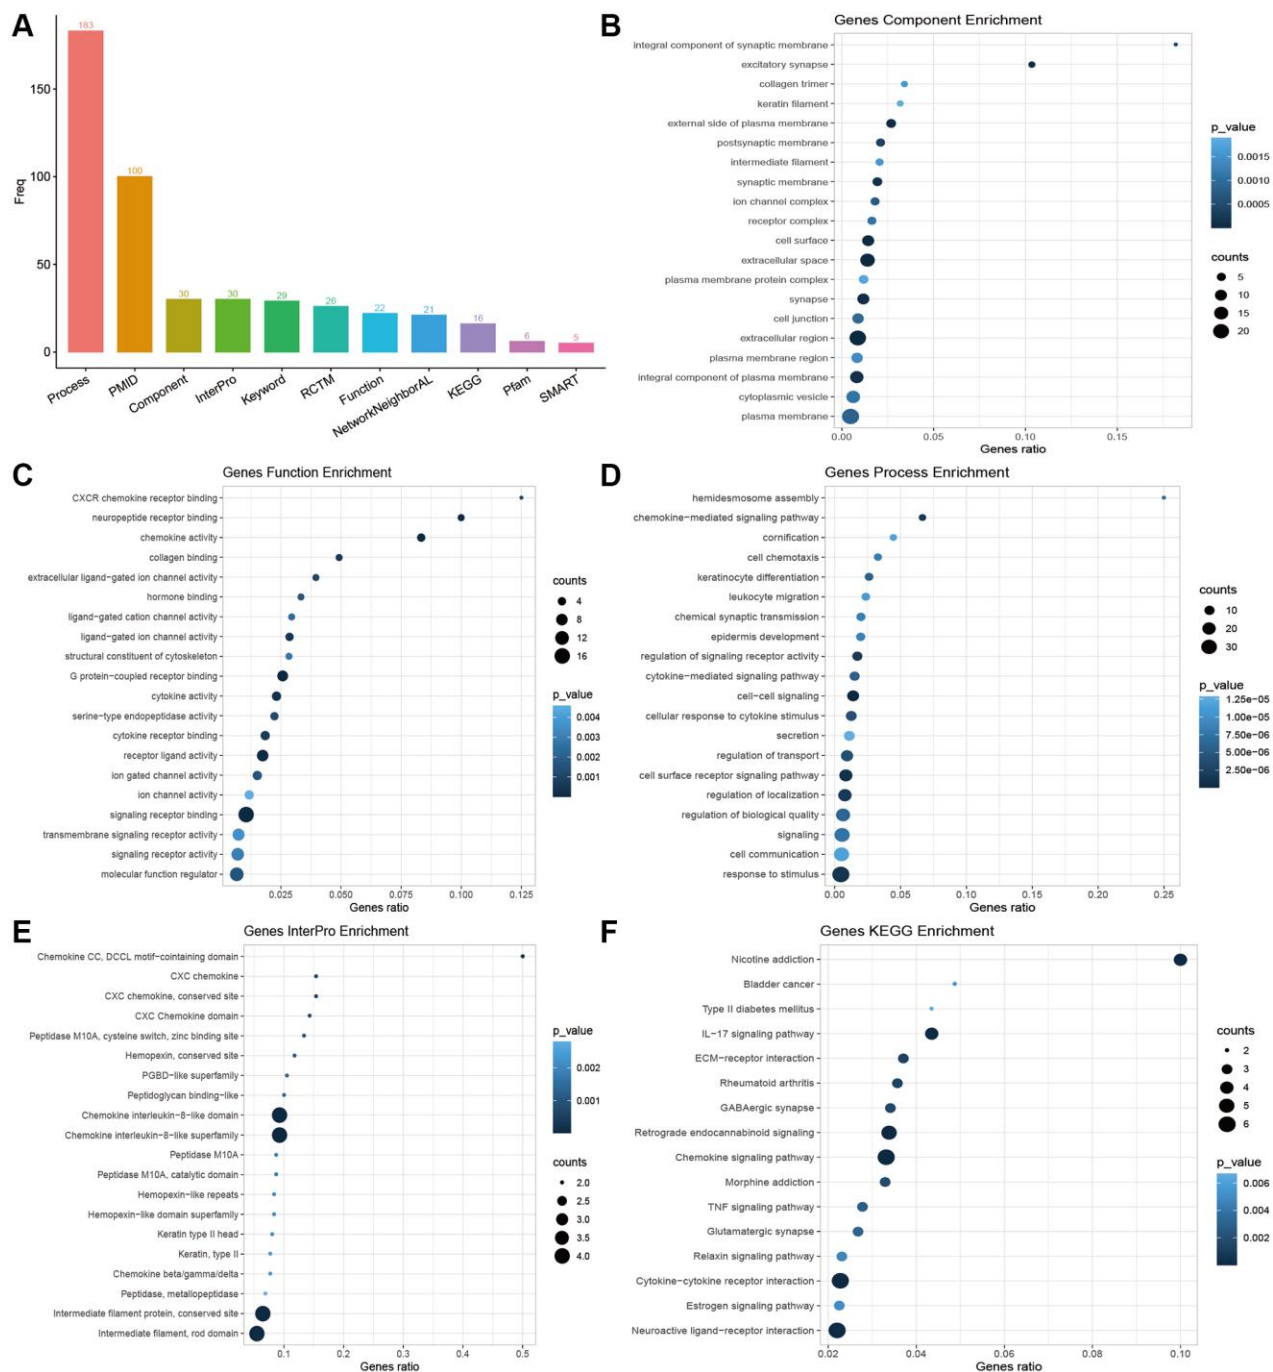 A
Freq
150
100
50
0
183
100
30
30
29
26
22
21
16
6
5
Process
PMID
Component
InterPro
Keyword
RCTM
Function
NetworkNeighborAL
KEGG
Pfam
SMART
B
Genes Component Enrichment
integral component of synaptic membrane
excitatory synapse
collagen trimer
keratin filament
external side of plasma membrane
postsynaptic membrane
intermediate filament
synaptic membrane
ion channel complex
receptor complex
cell surface
extracellular space
plasma membrane protein complex
synapse
cell junction
extracellular region
plasma membrane region
integral component of plasma membrane
cytoplasmic vesicle
plasma membrane
0.00
0.05
0.10
0.15
Genes ratio
p_value
0.0015
0.0010
0.0005
counts
5
10
15
20
C
Genes Function Enrichment
CXCR chemokine receptor binding
neuropeptide receptor binding
chemokine activity
collagen binding
extracellular ligand-gated ion channel activity
hormone binding
ligand-gated cation channel activity
ligand-gated ion channel activity
structural constituent of cytoskeleton
G protein-coupled receptor binding
cytokine activity
serine-type endopeptidase activity
cytokine receptor binding
receptor ligand activity
ion gated channel activity
ion channel activity
signaling receptor binding
transmembrane signaling receptor activity
signaling receptor activity
molecular function regulator
0.025
0.050
0.075
0.100
0.125
Genes ratio
counts
4
8
12
16
p_value
0.004
0.003
0.002
0.001
D
Genes Process Enrichment
hemidesmosome assembly
chemokine-mediated signaling pathway
cornification
cell chemotaxis
keratinocyte differentiation
leukocyte migration
chemical synaptic transmission
epidermis development
regulation of signaling receptor activity
cytokine-mediated signaling pathway
cell-cell signaling
cellular response to cytokine stimulus
secretion
regulation of transport
cell surface receptor signaling pathway
regulation of localization
regulation of biological quality
signaling
cell communication
response to stimulus
0.00
0.05
0.10
0.15
0.20
0.25
Genes ratio
counts
10
20
30
p_value
1.25e-05
1.00e-05
7.50e-06
5.00e-06
2.50e-06
E
Genes InterPro Enrichment
Chemokine CC, DCCL motif-cointaining domain
CXC chemokine
CXC chemokine, conserved site
CXC Chemokine domain
Peptidase M10A, cysteine switch, zinc binding site
Hemopexin, conserved site
PGBD-like superfamily
Peptidoglycan binding-like
Chemokine interleukin-8-like domain
Chemokine interleukin-8-like superfamily
Peptidase M10A
Peptidase M10A, catalytic domain
Hemopexin-like repeats
Hemopexin-like domain superfamily
Keratin type II head
Keratin, type II
Chemokine beta/gamma/delta
Peptidase, metallopeptidase
Intermediate filament protein, conserved site
Intermediate filament, rod domain
0.1
0.2
0.3
0.4
0.5
Genes ratio
p_value
0.002
0.001
counts
2.0
2.5
3.0
3.5
4.0
F
Genes KEGG Enrichment
Nicotine addiction
Bladder cancer
Type II diabetes mellitus
IL-17 signaling pathway
ECM-receptor interaction
Rheumatoid arthritis
GABAergic synapse
Retrograde endocannabinoid signaling
Chemokine signaling pathway
Morphine addiction
TNF signaling pathway
Glutamatergic synapse
Relaxin signaling pathway
Cytokine-cytokine receptor interaction
Estrogen signaling pathway
Neuroactive ligand-receptor interaction
0.02
0.04
0.06
0.08
0.10
Genes ratio
counts
2
3
4
5
6
p_value
0.006
0.004
0.002